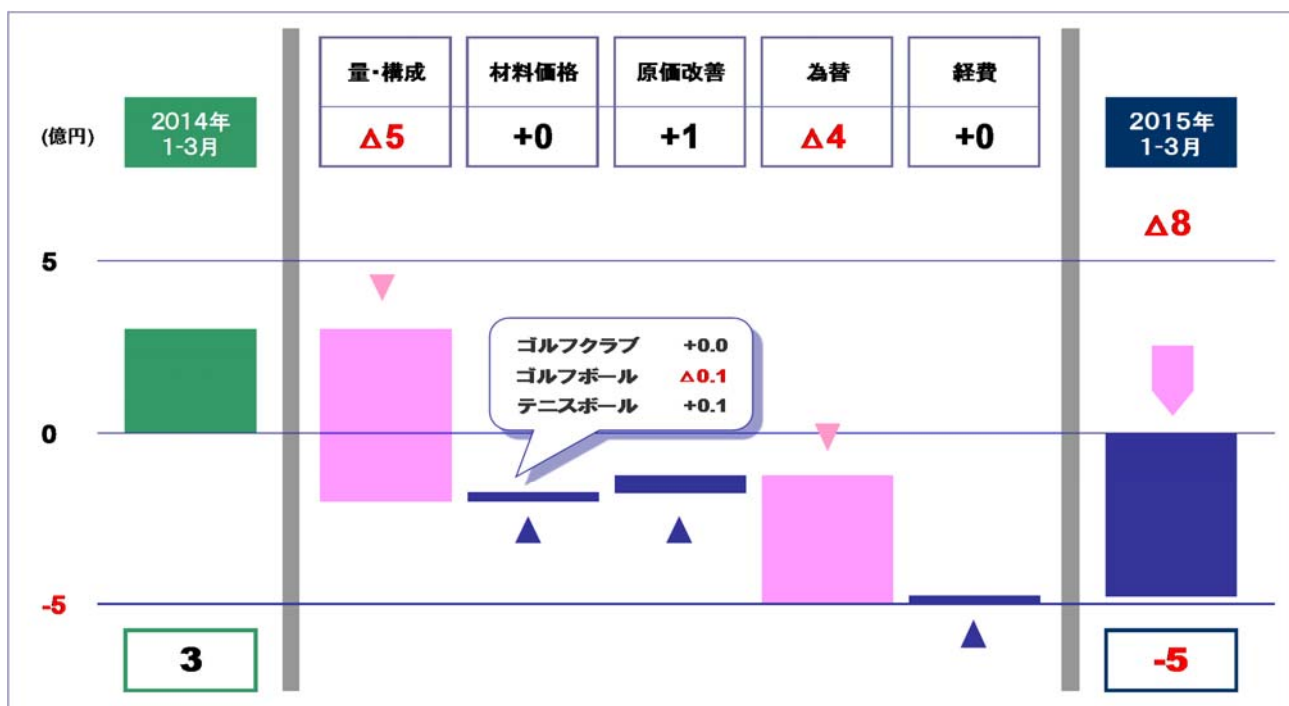 量・構成
材料価格
原価改善
為替
経費
(億円)
2014年
1-3月
△5
+0
+1
△4
+0
2015年
1-3月
△8
5
ゴルフクラブ +0.0
ゴルフボール △0.1
テニスボール +0.1
0
-5
3
-5